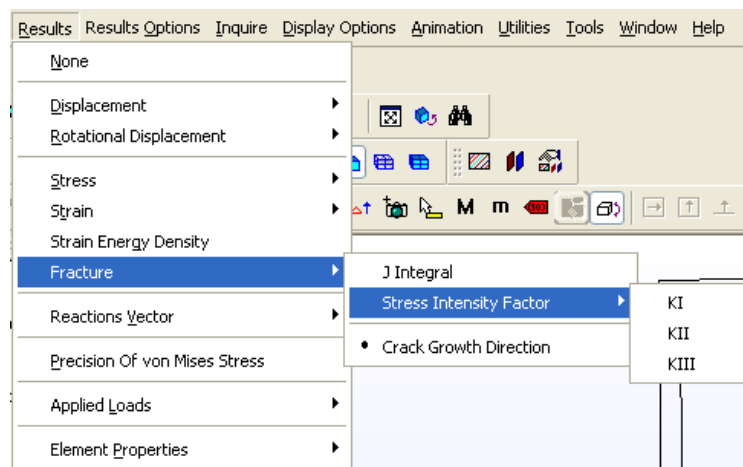 Results Results Options Inquire Display Options Animation Utilities Tools Window Help
None
Displacement
Rotational Displacement
Stress
Strain
Strain Energy Density
Fracture
J Integral
Stress Intensity Factor
KI
KII
KIII
Crack Growth Direction
Reactions Vector
Precision Of von Mises Stress
Applied Loads
Element Properties
M m